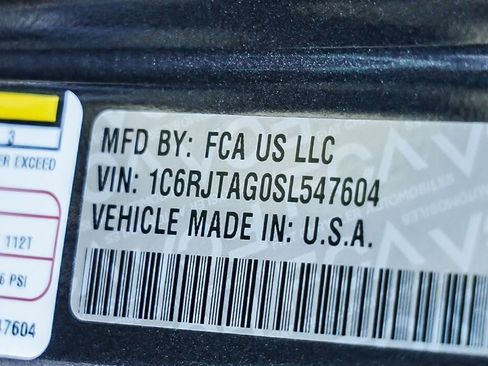 MFD BY: FCA US LLC
VIN: 1C6RJTAG0SL547604
VEHICLE MADE IN: U.S.A.
3
ER EXCEED
112T
6 PSI
47604